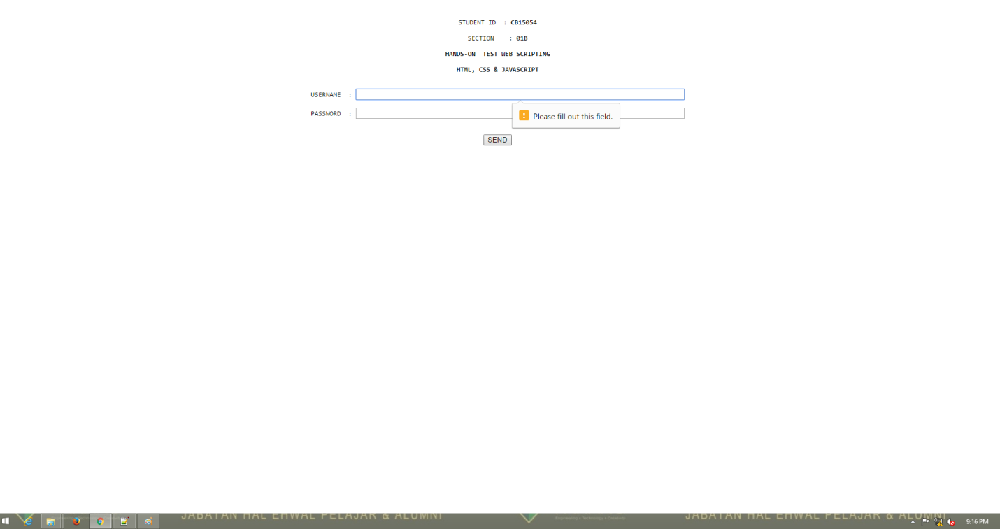 STUDENT ID : CB15054
SECTION : 01B
HANDS-ON TEST WEB SCRIPTING
HTML, CSS & JAVASCRIPT
USERNAME :
PASSWORD :
Please fill out this field.
SEND
JABATAN HAL EHWAL PELAJAR & ALUMNI
JABATAN HAL EHWAL PELAJAR & ALUMNI
9:16 PM